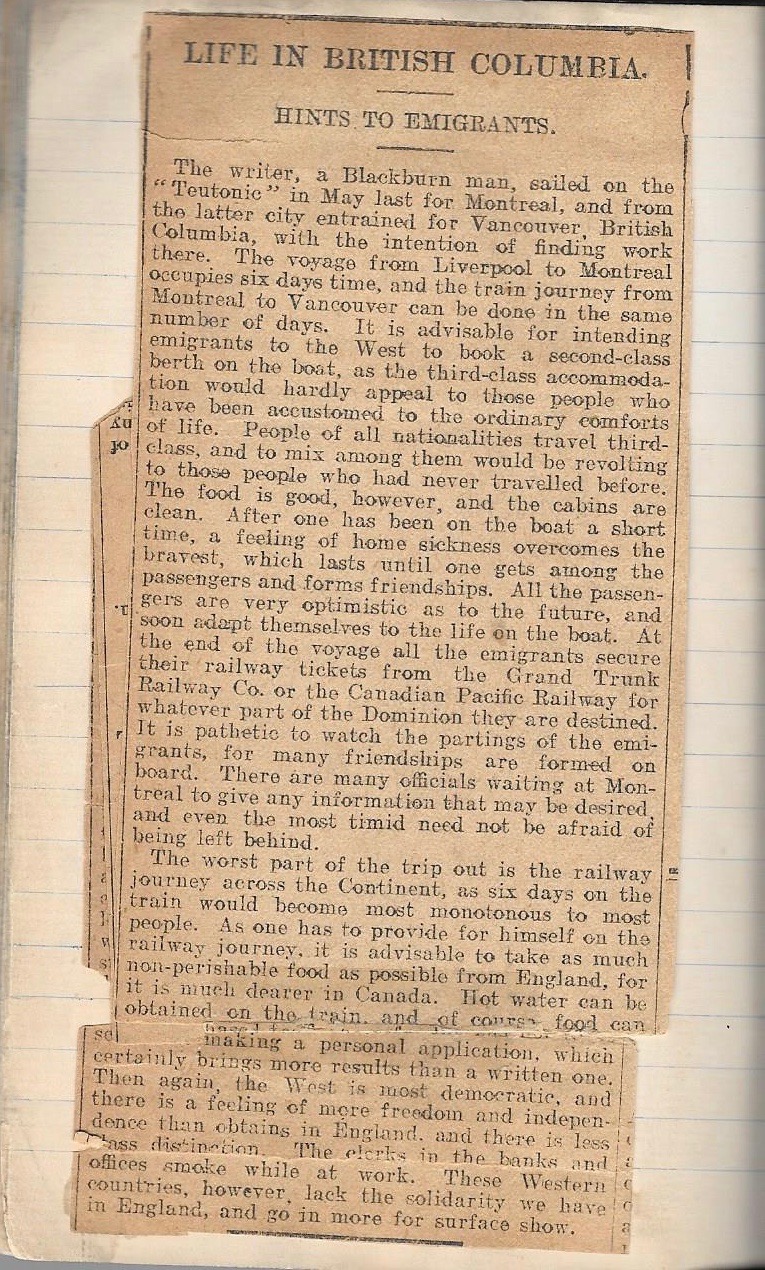 LIFE IN BRITISH COLUMBIA.
HINTS TO EMIGRANTS.
The writer, a Blackburn man, sailed on the
"Teutonic" in May last for Montreal, and from
the latter city entrained for Vancouver, British
Columbia, with the intention of finding work
there. The voyage from Liverpool to Montreal
occupies six days time, and the train journey from
Montreal to Vancouver can be done in the same
number of days. It is advisable for intending
emigrants to the West to book a second-class
berth on the boat, as the third-class accommoda-
tion would hardly appeal to those people who
have been accustomed to the ordinary comforts
of life. People of all nationalities travel third-
class, and to mix among them would be revolting
to those people who had never travelled before.
The food is good, however, and the cabins are
clean. After one has been on the boat a short
time, a feeling of home sickness overcomes the
bravest, which lasts until one gets among the
passengers and forms friendships. All the passen-
gers are very optimistic as to the future, and
soon adapt themselves to the life on the boat. At
the end of the voyage all the emigrants secure
their railway tickets from the Grand Trunk
Railway Co. or the Canadian Pacific Railway for
whatever part of the Dominion they are destined.
It is pathetic to watch the partings of the emi-
grants, for many friendships are formed on
board. There are many officials waiting at Mon-
treal to give any information that may be desired,
and even the most timid need not be afraid of
being left behind.
The worst part of the trip out is the railway
journey across the Continent, as six days on the
train would become most monotonous to most
people. As one has to provide for himself on the
railway journey, it is advisable to take as much
non-perishable food as possible from England, for
it is much dearer in Canada. Hot water can be
obtained on the train, and of course food can
making a personal application, which
certainly brings more results than a written one.
Then again, the West is most democratic, and
there is a feeling of more freedom and indepen-
dence than obtains in England, and there is less
class distinction. The clerks in the banks and
offices smoke while at work. These Western
countries, however, lack the solidarity we have
in England, and go in more for surface show.